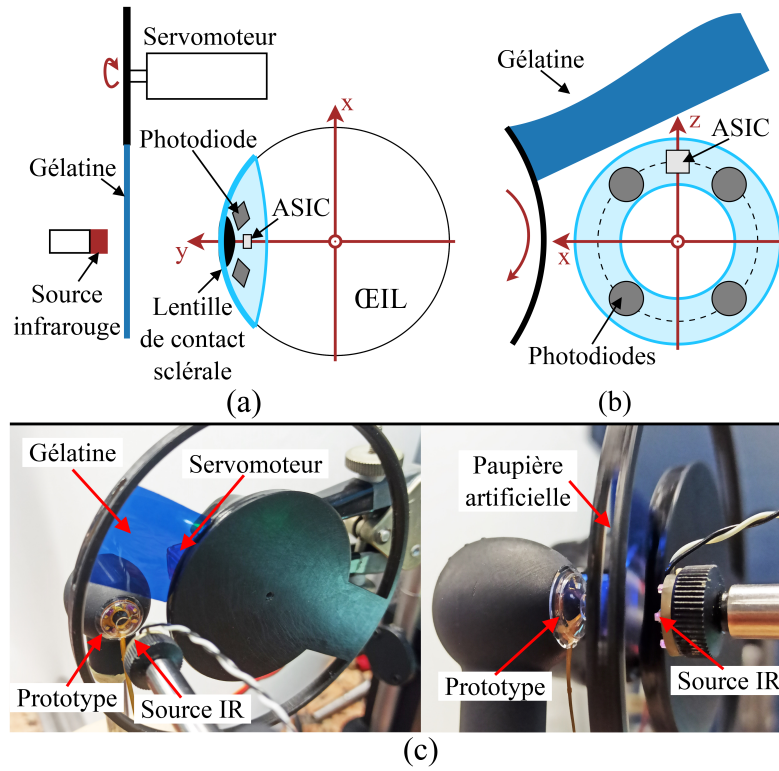 Servomoteur
x
Photodiode
Gélatine
ASIC
y
Source
infrarouge
Lentille
de contact
sclérale
ŒIL
(a)
Gélatine
z
ASIC
x
Photodiodes
(b)
Gélatine
Servomoteur
Prototype
Source IR
Paupière
artificielle
Prototype
Source IR
(c)